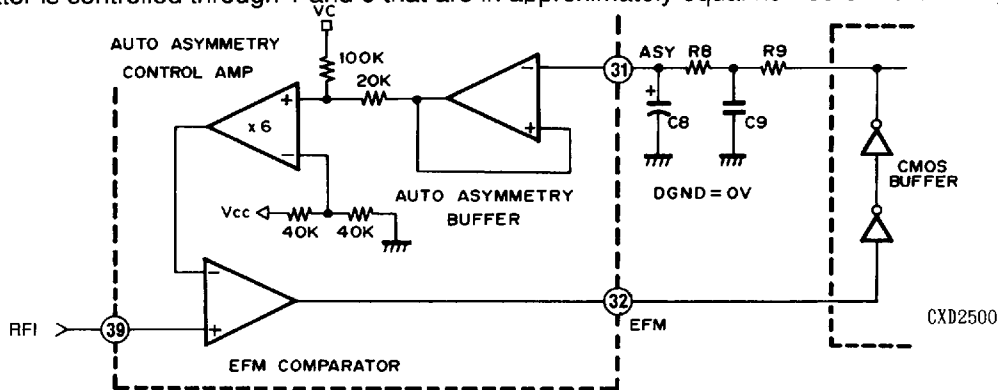 VC
AUTO ASYMMETRY
CONTROL AMP
100K
20K
+
x 6
−
−
+
31
ASY
R8
R9
+
C8
C9
DGND = 0V
CMOS
BUFFER
AUTO ASYMMETRY
BUFFER
Vcc
40K
40K
−
+
RFI
39
32
EFM
CXD2500
EFM COMPARATOR